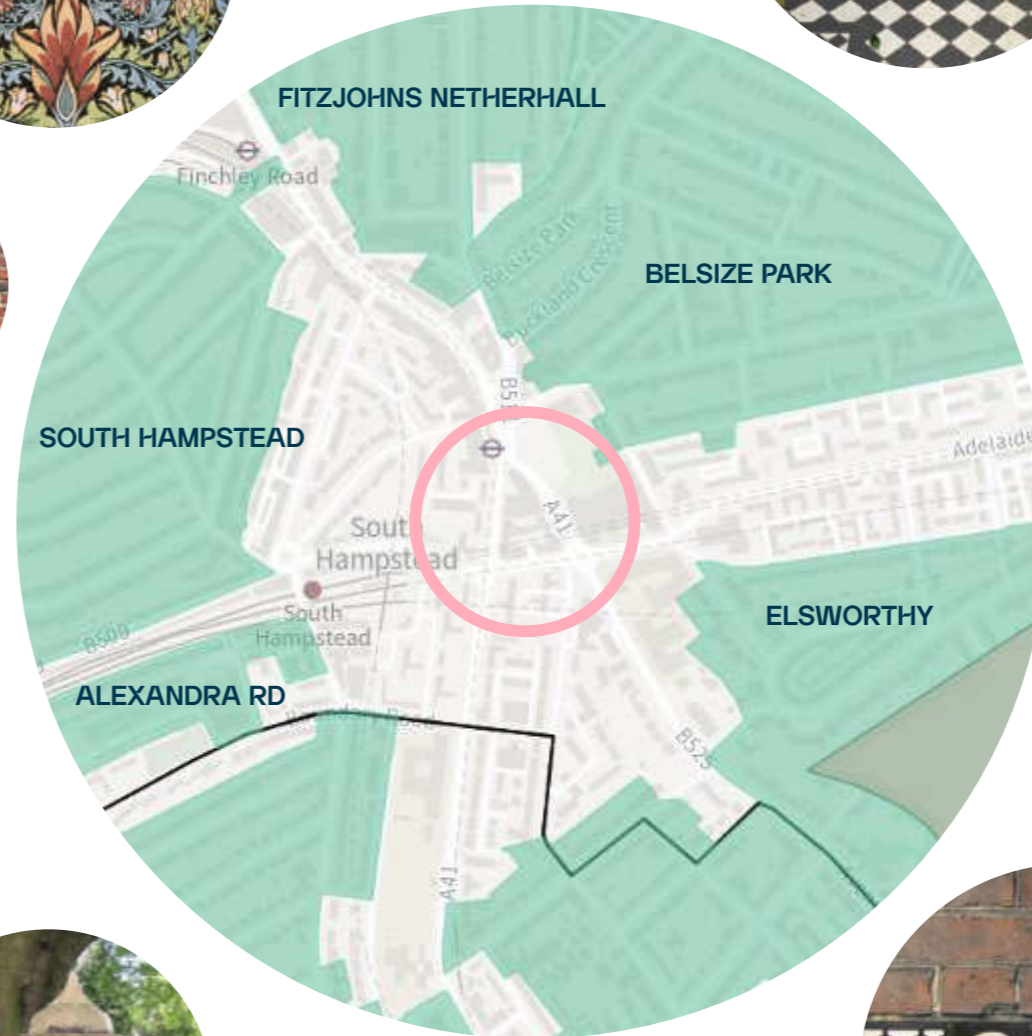 FITZJOHNS NETHERHALL
Finchley Road
Belsize Park
Buckland Crescent
BELSIZE PARK
SOUTH HAMPSTEAD
Adelaide
A41
South
Hampstead
South
Hampstead
B509
ELSWORTHY
ALEXANDRA RD
B525
A41